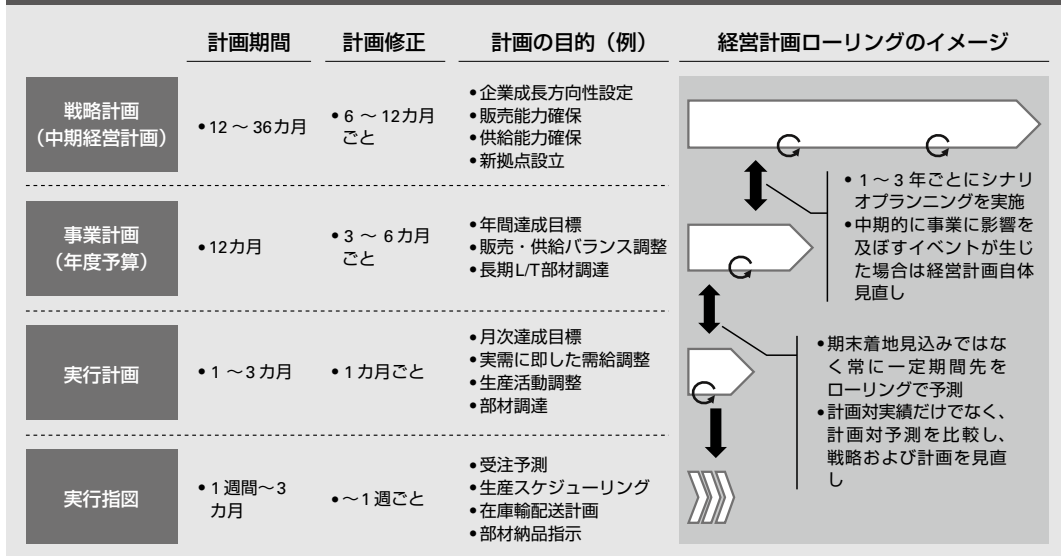 計画期間
計画修正
計画の目的（例）
経営計画ローリングのイメージ
戦略計画
（中期経営計画）
•12 ～ 36カ月
•6 ～ 12カ月
ごと
•企業成長方向性設定
•販売能力確保
•供給能力確保
•新拠点設立
•1～3年ごとにシナリ
オプランニングを実施
•中期的に事業に影響を
及ぼすイベントが生じ
た場合は経営計画自体
見直し
事業計画
（年度予算）
•12カ月
•3 ～ 6カ月
ごと
•年間達成目標
•販売・供給バランス調整
•長期L/T部材調達
実行計画
•1 ～3カ月
•1カ月ごと
•月次達成目標
•実需に即した需給調整
•生産活動調整
•部材調達
•期末着地見込みではな
く常に一定期間先を
ローリングで予測
•計画対実績だけでなく、
計画対予測を比較し、
戦略および計画を見直
し
実行指図
•1週間～3
カ月
•～1週ごと
•受注予測
•生産スケジューリング
•在庫輸配送計画
•部材納品指示